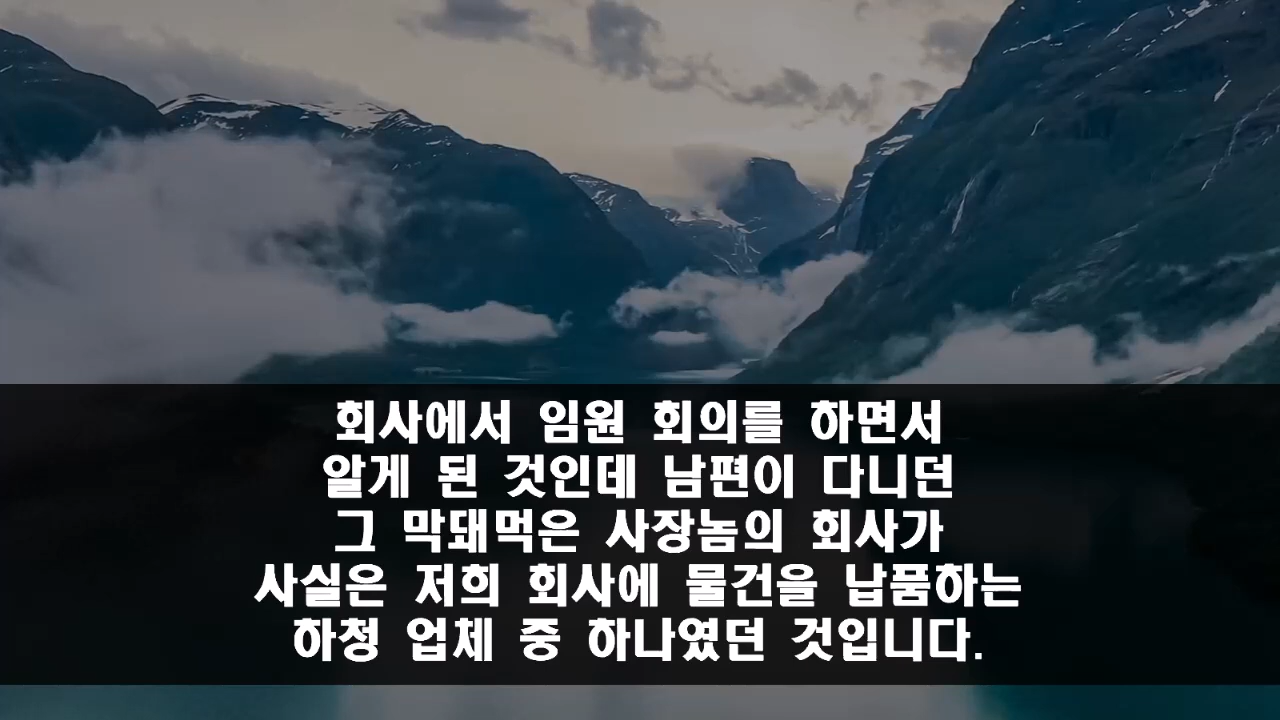 회사에서 임원 회의를 하면서
알게 된 것인데 남편이 다니던
그 막돼먹은 사장놈의 회사가
사실은 저희 회사에 물건을 납품하는
하청 업체 중 하나였던 것입니다.